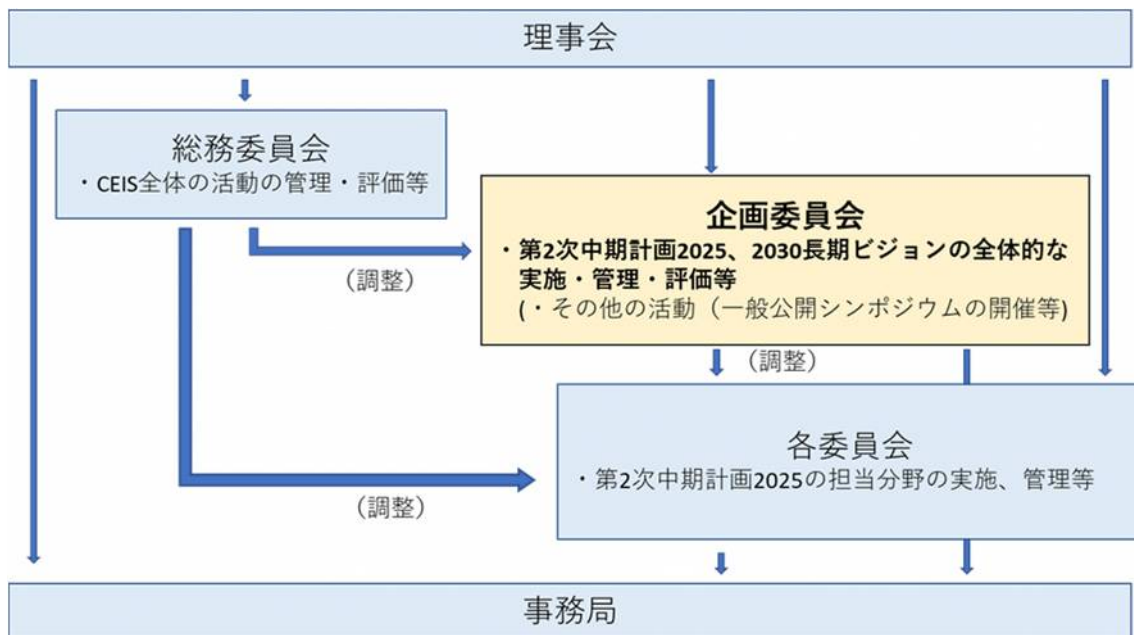 理事会
総務委員会
・CEIS全体の活動の管理・評価等
企画委員会
・第2次中期計画2025、2030長期ビジョンの全体的な
実施・管理・評価等
(・その他の活動（一般公開シンポジウムの開催等)
（調整）
（調整）
各委員会
・第2次中期計画2025の担当分野の実施、管理等
（調整）
事務局